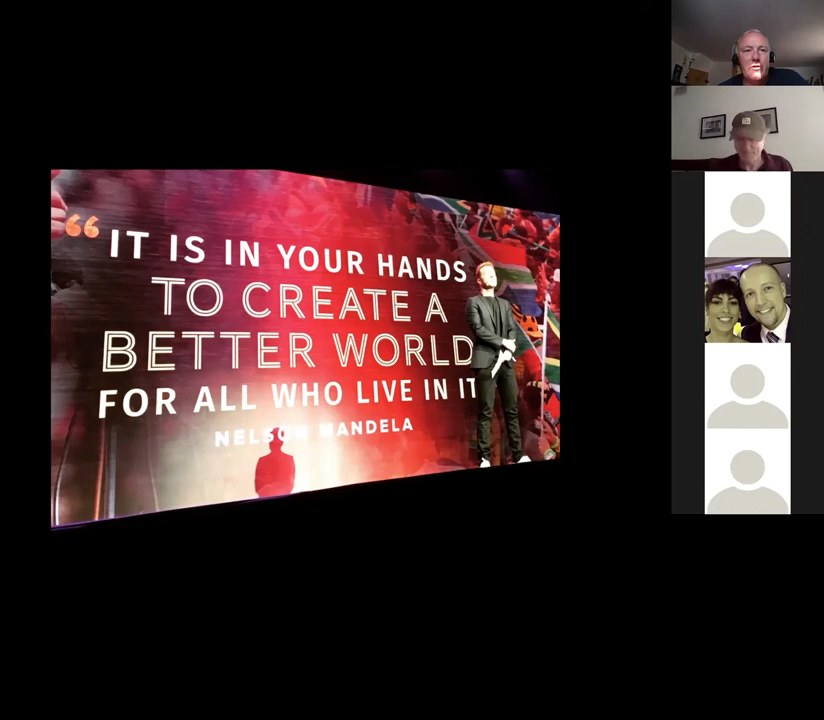 “ IT IS IN YOUR HANDS
TO CREATE A
BETTER WORLD
FOR ALL WHO LIVE IN IT
NELSON MANDELA